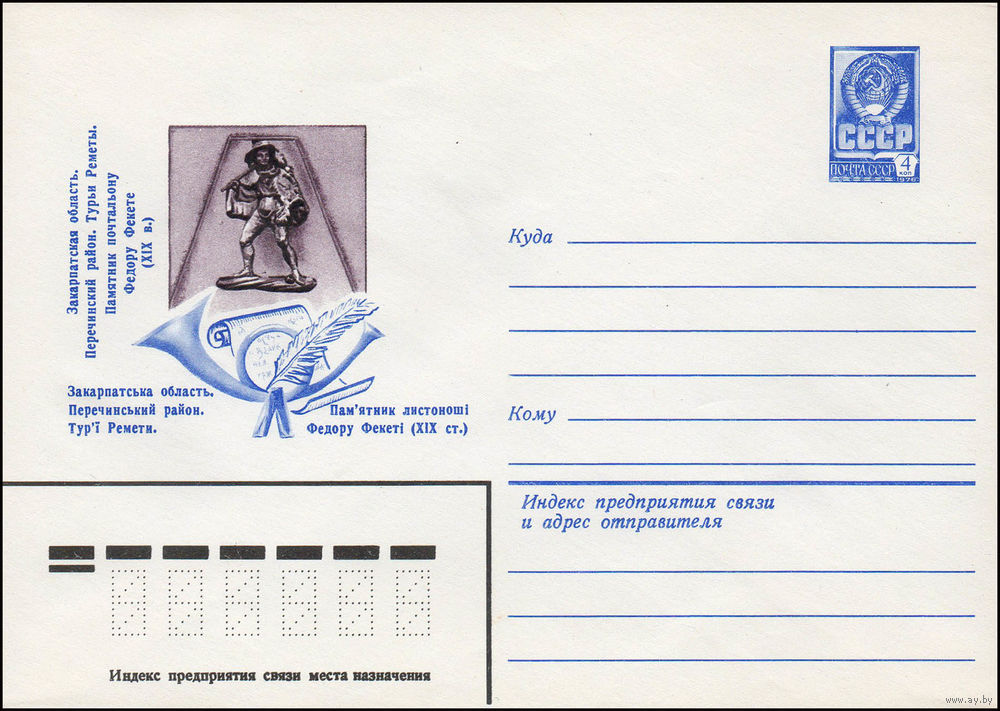 Закарпатская область.
Перечинский район. Турьи Реметы.
Памятник почтальону
Федору Фекете
(XIX в.)
Закарпатська область.
Перечинський район.
Тур'ї Ремети.
Пам'ятник листоноші
Федору Фекеті (XIX ст.)
СССР
ПОЧТА СССР
4
коп
1976
Куда
Кому
Индекс предприятия связи
и адрес отправителя
Индекс предприятия связи места назначения
www.ay.by